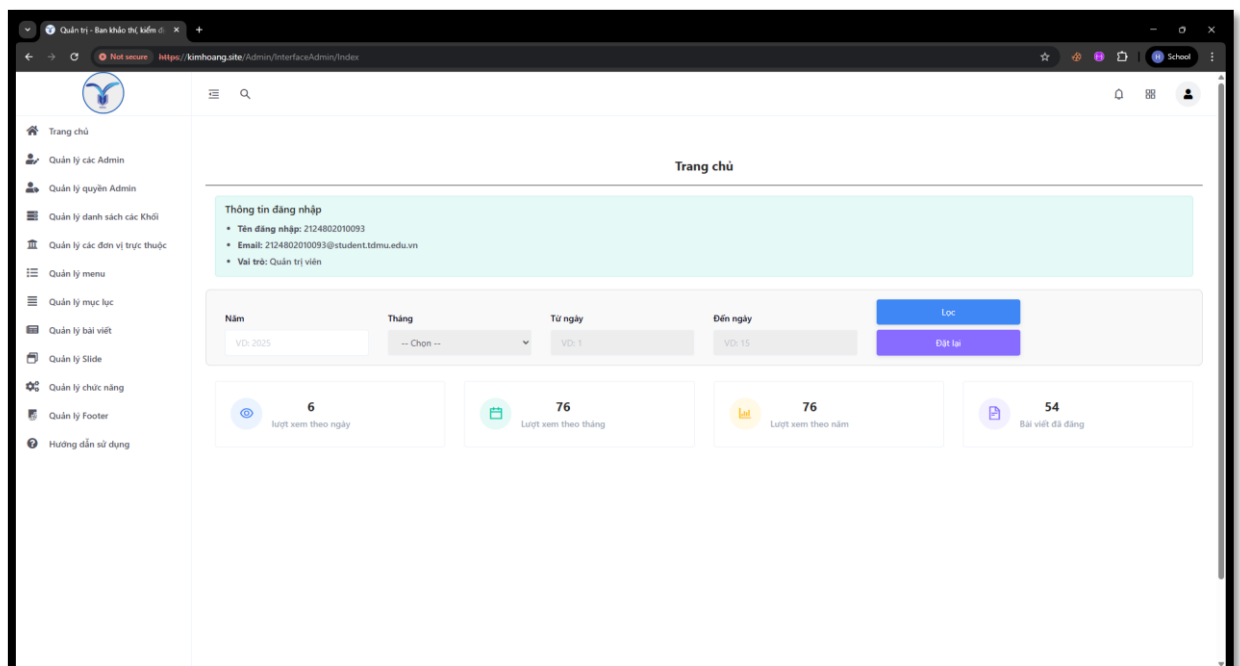 Quản trị - Ban khảo thí, kiểm đị
Not secure https://kimhoang.site/Admin/InterfaceAdmin/Index
H School
Trang chủ
Quản lý các Admin
Quản lý quyền Admin
Quản lý danh sách các Khối
Quản lý các đơn vị trực thuộc
Quản lý menu
Quản lý mục lục
Quản lý bài viết
Quản lý Slide
Quản lý chức năng
Quản lý Footer
Hướng dẫn sử dụng
Trang chủ
Thông tin đăng nhập
Tên đăng nhập: 2124802010093
Email: 2124802010093@student.tdmu.edu.vn
Vai trò: Quản trị viên
Năm Tháng Từ ngày Đến ngày Lọc
VD: 2025 -- Chọn -- VD: 1 VD: 15 Đặt lại
6 76 76 54
lượt xem theo ngày Lượt xem theo tháng Lượt xem theo năm Bài viết đã đăng